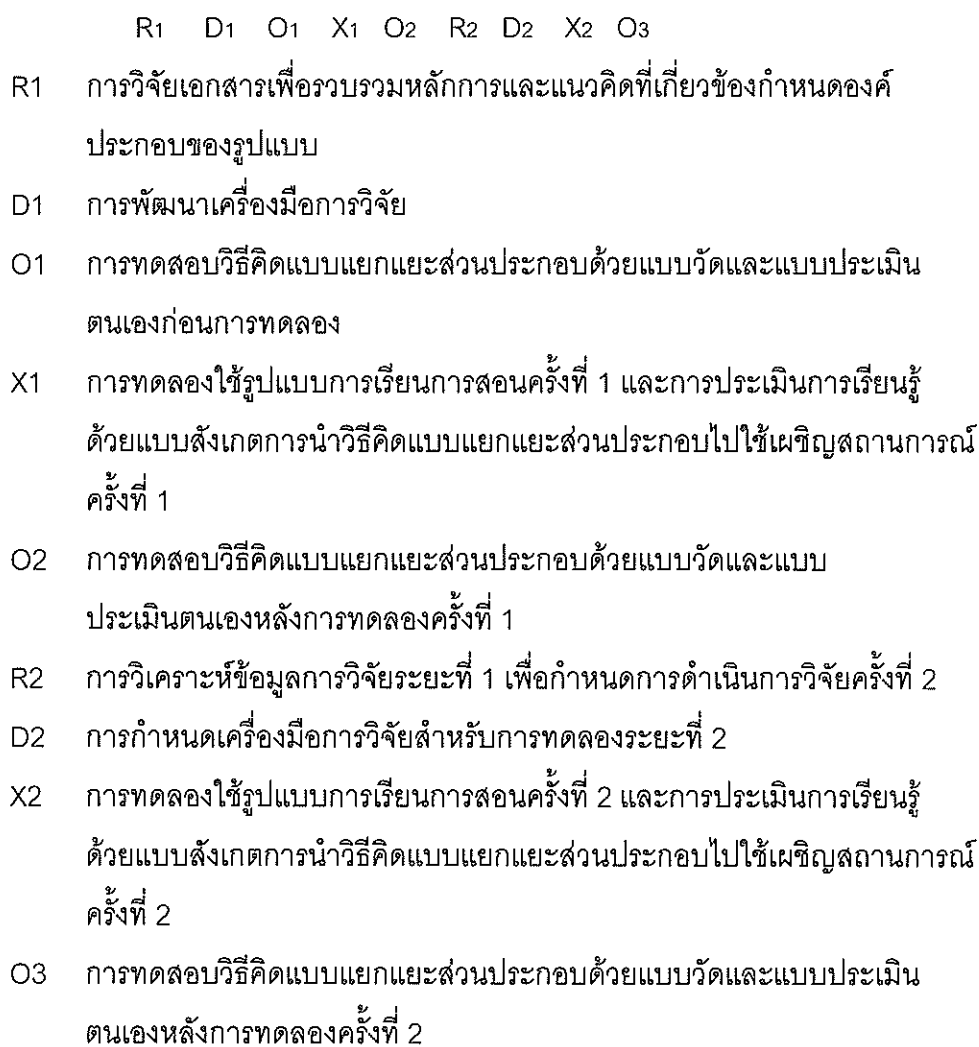 R1 D1 O1 X1 O2 R2 D2 X2 O3
R1 การวิจัยเอกสารเพื่อรวบรวมหลักการและแนวคิดที่เกี่ยวข้องกำหนดองค์
ประกอบของรูปแบบ
D1 การพัฒนาเครื่องมือการวิจัย
O1 การทดสอบวิธีคิดแบบแยกแยะส่วนประกอบด้วยแบบวัดและแบบประเมิน
ตนเองก่อนการทดลอง
X1 การทดลองใช้รูปแบบการเรียนการสอนครั้งที่ 1 และการประเมินการเรียนรู้
ด้วยแบบสังเกตการนำวิธีคิดแบบแยกแยะส่วนประกอบไปใช้เผชิญสถานการณ์
ครั้งที่ 1
O2 การทดสอบวิธีคิดแบบแยกแยะส่วนประกอบด้วยแบบวัดและแบบ
ประเมินตนเองหลังการทดลองครั้งที่ 1
R2 การวิเคราะห์ข้อมูลการวิจัยระยะที่ 1 เพื่อกำหนดการดำเนินการวิจัยครั้งที่ 2
D2 การกำหนดเครื่องมือการวิจัยสำหรับการทดลองระยะที่ 2
X2 การทดลองใช้รูปแบบการเรียนการสอนครั้งที่ 2 และการประเมินการเรียนรู้
ด้วยแบบสังเกตการนำวิธีคิดแบบแยกแยะส่วนประกอบไปใช้เผชิญสถานการณ์
ครั้งที่ 2
O3 การทดสอบวิธีคิดแบบแยกแยะส่วนประกอบด้วยแบบวัดและแบบประเมิน
ตนเองหลังการทดลองครั้งที่ 2